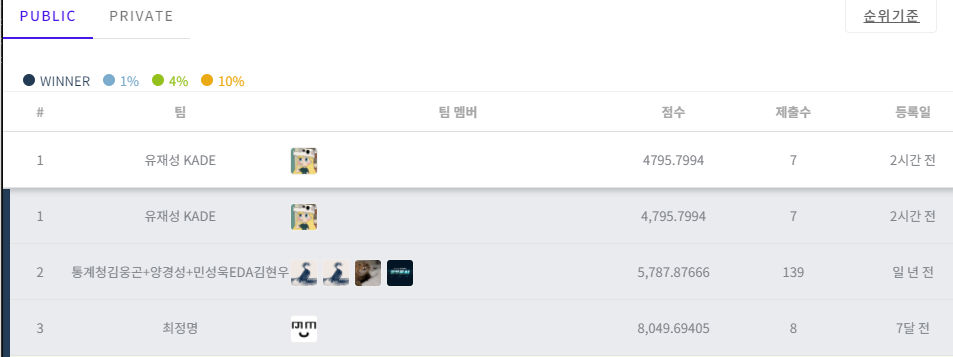 PUBLIC PRIVATE 순위기준
WINNER 1% 4% 10%
# 팀 팀 멤버 점수 제출수 등록일
1 유재성 KADE 4795.7994 7 2시간 전
1 유재성 KADE 4,795.7994 7 2시간 전
2 통계청김웅곤+양경성+민성욱EDA김현우 5,787.87666 139 일 년 전
3 최정명 8,049.69405 8 7달 전